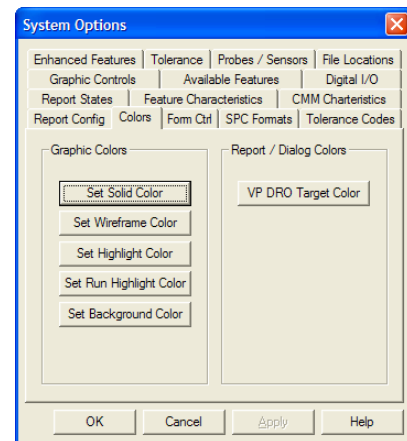 System Options
Enhanced Features Tolerance Probes / Sensors File Locations
Graphic Controls Available Features Digital I/O
Report States Feature Characteristics CMM Charteristics
Report Config Colors Form Ctrl SPC Formats Tolerance Codes
Graphic Colors Report / Dialog Colors
Set Solid Color VP DRO Target Color
Set Wireframe Color
Set Highlight Color
Set Run Highlight Color
Set Background Color
OK Cancel Apply Help